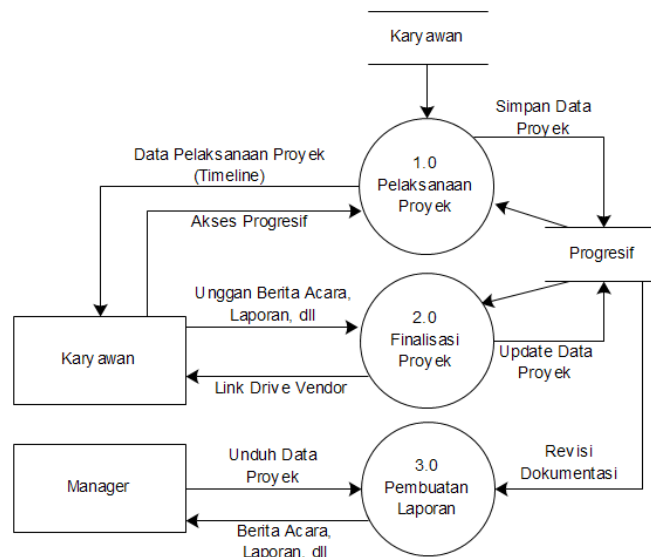 Karyawan
Simpan Data
Proyek
Data Pelaksanaan Proyek
(Timeline)
1.0
Pelaksanaan
Proyek
Akses Progresif
Progresif
Unggan Berita Acara,
Laporan, dll
2.0
Finalisasi
Proyek
Karyawan
Update Data
Proyek
Link Drive Vendor
Unduh Data
Proyek
3.0
Pembuatan
Laporan
Revisi
Dokumentasi
Manager
Berita Acara,
Laporan, dll